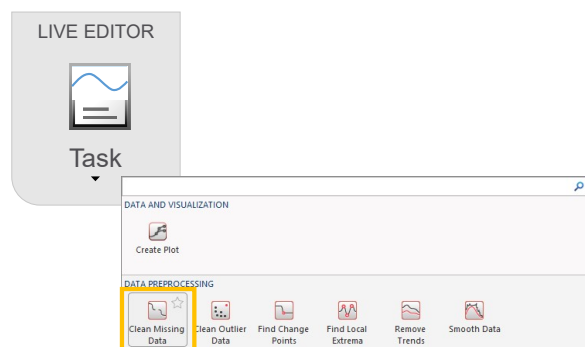 LIVE EDITOR
Task
DATA AND VISUALIZATION
Create Plot
DATA PREPROCESSING
Clean Missing
Data
Clean Outlier
Data
Find Change
Points
Find Local
Extrema
Remove
Trends
Smooth Data